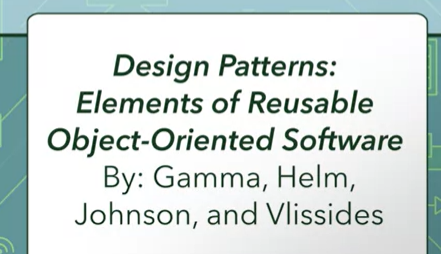 Design Patterns:
Elements of Reusable
Object-Oriented Software
By: Gamma, Helm,
Johnson, and Vlissides